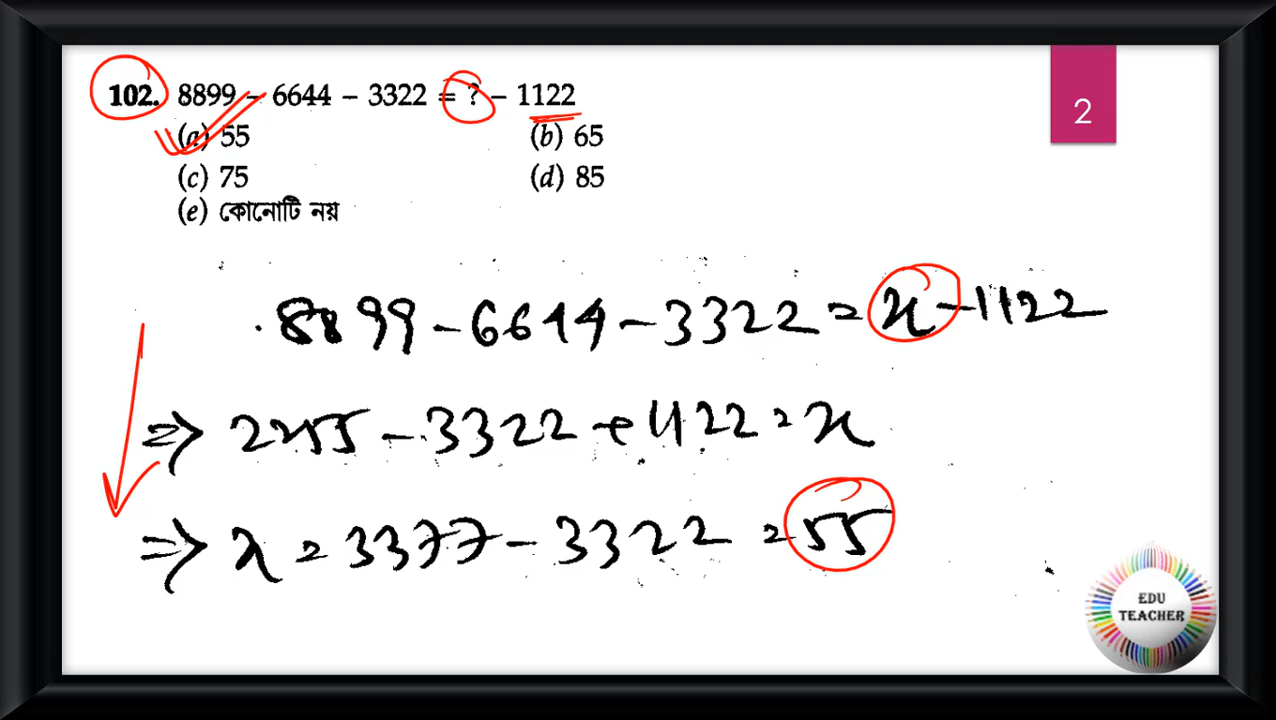 102. 8899 – 6644 – 3322 = ? – 1122
(a) 55 (b) 65
(c) 75 (d) 85
(e) কোনোটি নয়
2
8899 - 6644 - 3322 = x - 1122
=> 2255 - 3322 + 1122 = x
=> x = 3377 - 3322 = 55
EDU
TEACHER